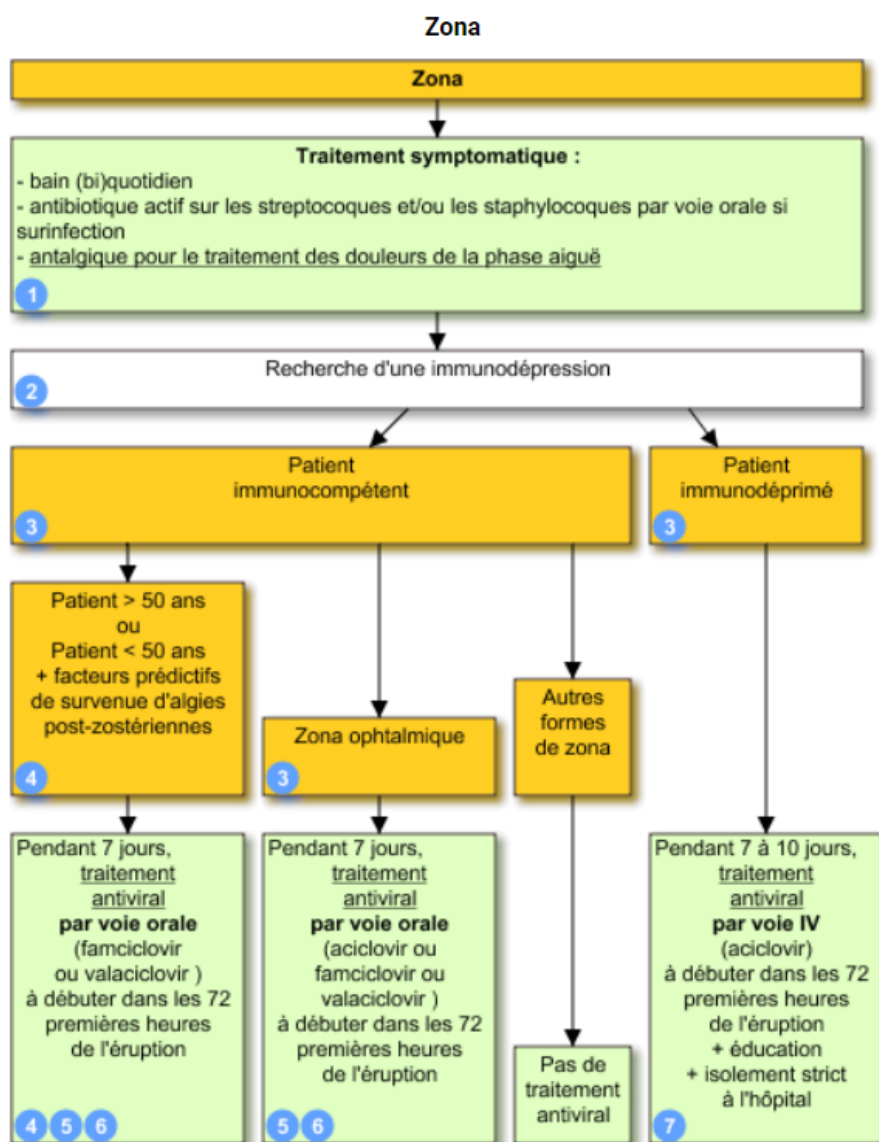 Zona
Zona
Traitement symptomatique :
- bain (bi)quotidien
- antibiotique actif sur les streptocoques et/ou les staphylocoques par voie orale si
surinfection
- antalgique pour le traitement des douleurs de la phase aiguë
1
Recherche d'une immunodépression
2
Patient
immunocompétent
3
Patient
immunodéprimé
3
Patient > 50 ans
ou
Patient < 50 ans
+ facteurs prédictifs
de survenue d'algies
post-zostériennes
4
Zona ophtalmique
3
Autres
formes
de zona
Pendant 7 jours,
traitement
antiviral
par voie orale
(famciclovir
ou valaciclovir )
à débuter dans les 72
premières heures
de l'éruption
4 5 6
Pendant 7 jours,
traitement
antiviral
par voie orale
(aciclovir ou
famciclovir ou
valaciclovir )
à débuter dans les 72
premières heures
de l'éruption
5 6
Pas de
traitement
antiviral
Pendant 7 à 10 jours,
traitement
antiviral
par voie IV
(aciclovir)
à débuter dans les 72
premières heures
de l'éruption
+ éducation
+ isolement strict
à l'hôpital
7